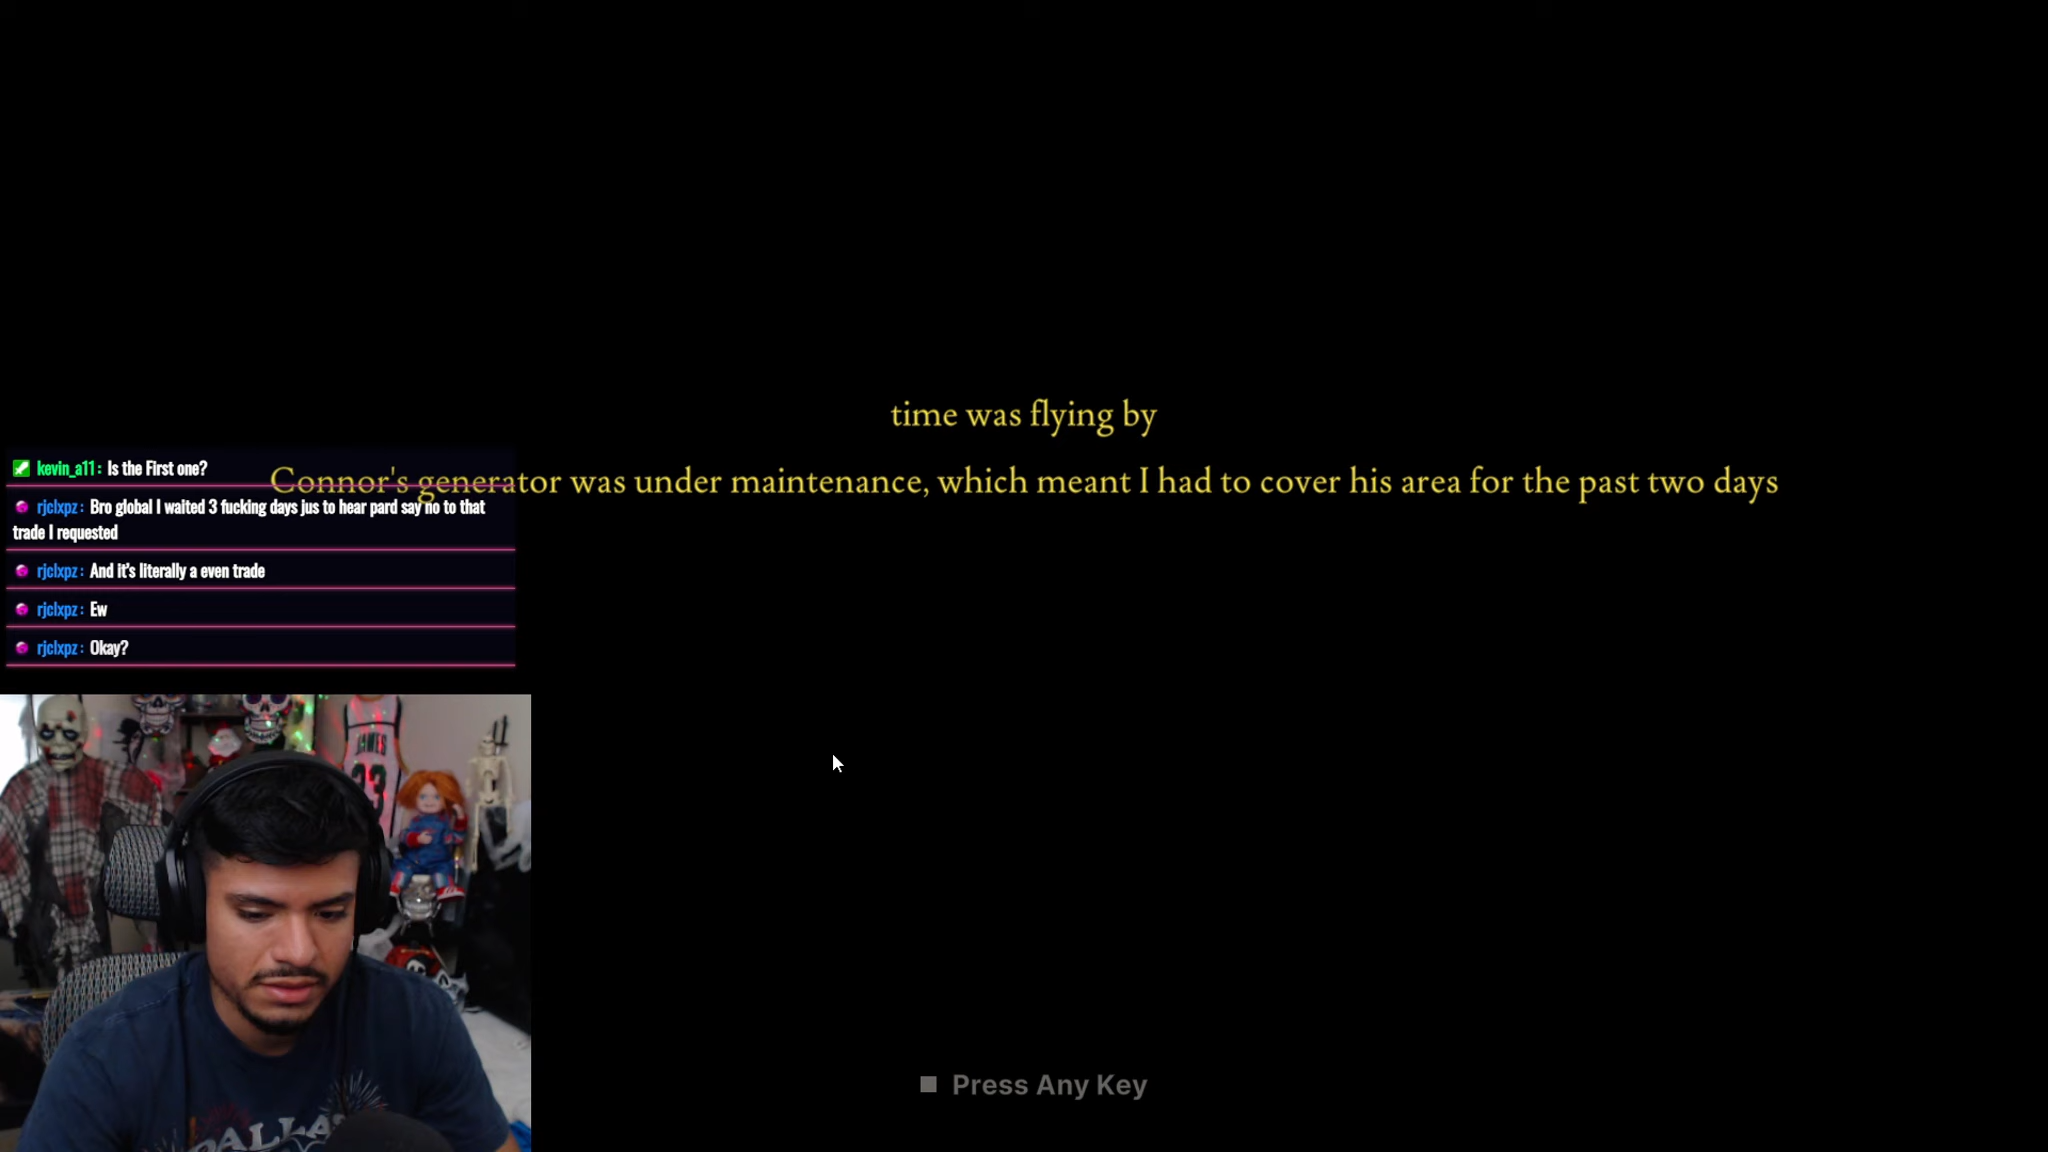 time was flying by
Connor's generator was under maintenance, which meant I had to cover his area for the past two days
kevin_a11: Is the First one?
rjclxpz: Bro global I waited 3 fucking days jus to hear pard say no to that
trade I requested
rjclxpz: And it's literally a even trade
rjclxpz: Ew
rjclxpz: Okay?
23
Press Any Key